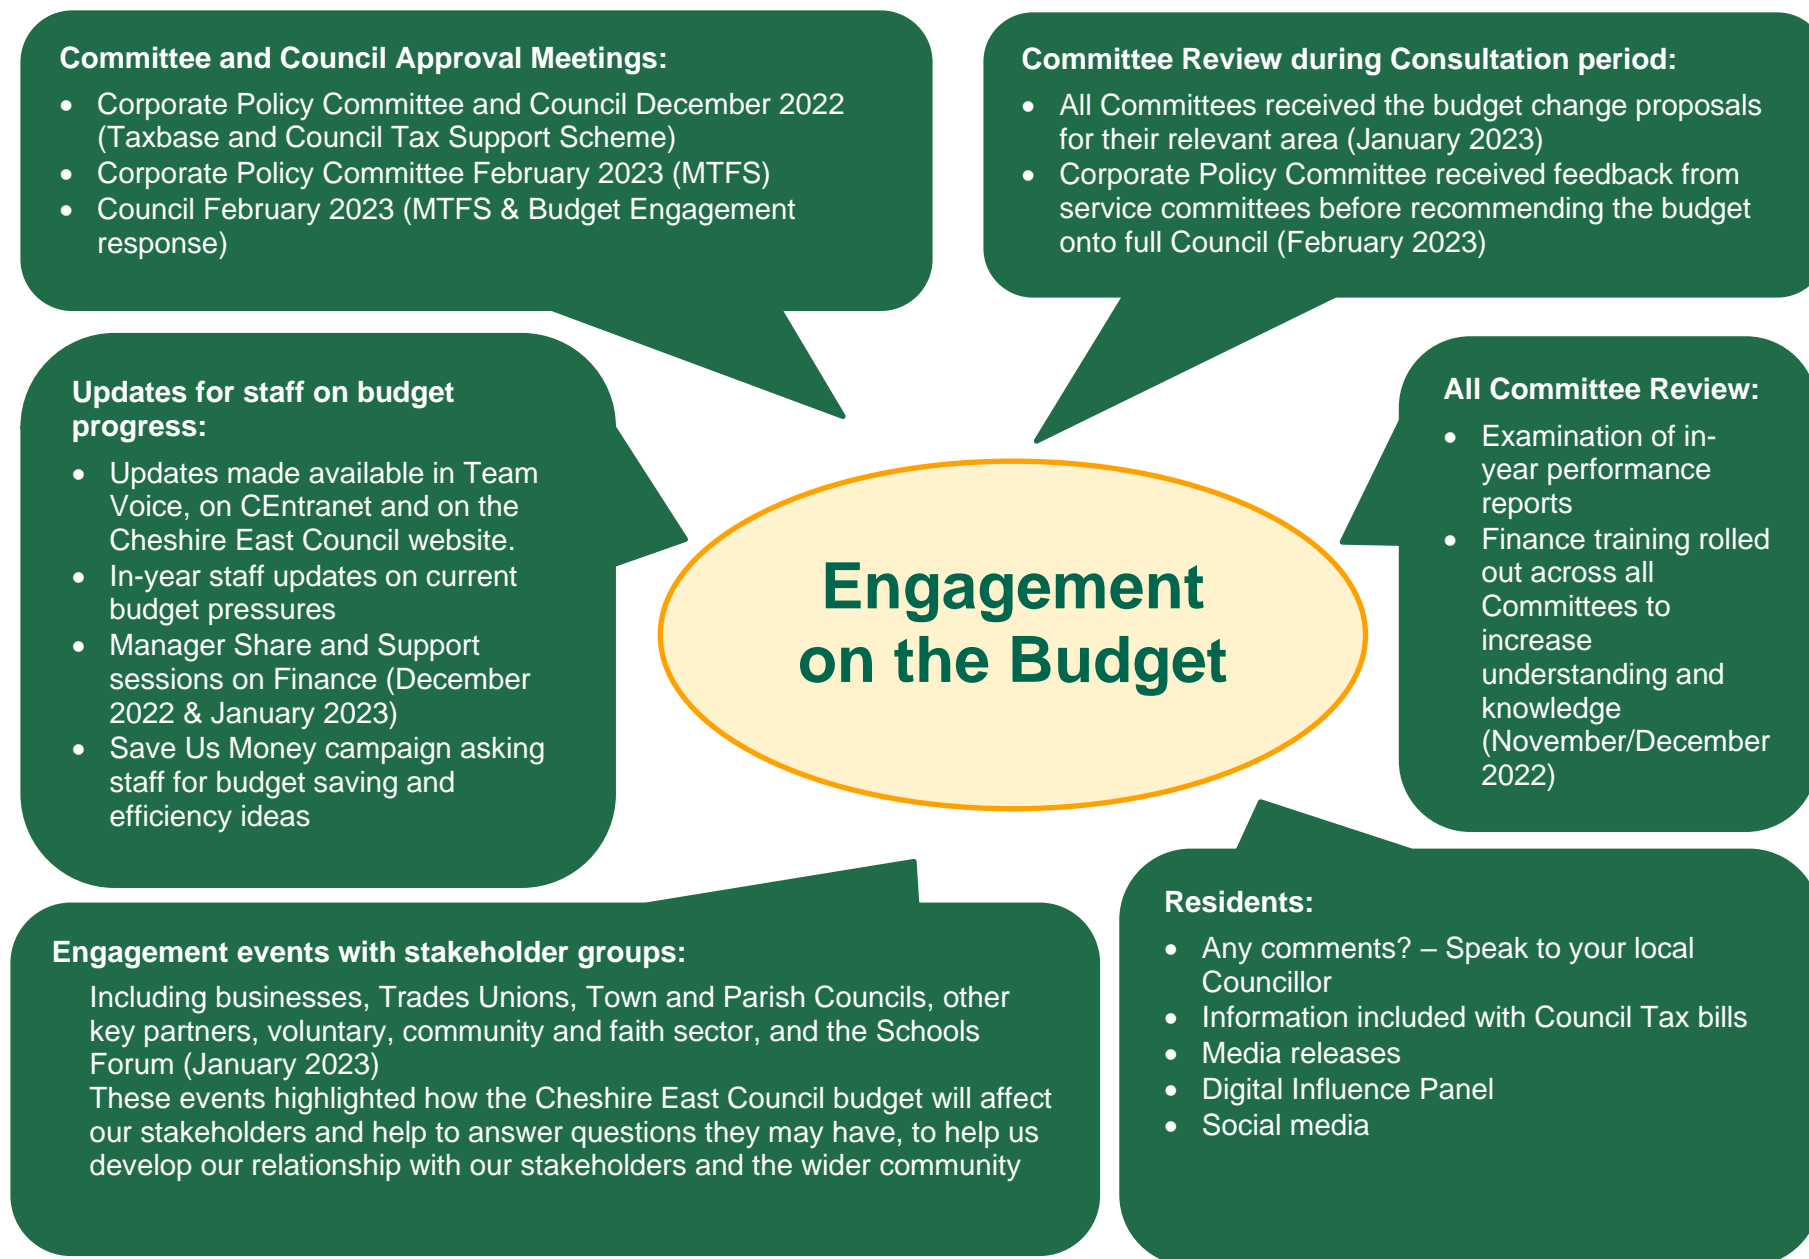 Committee and Council Approval Meetings:
• Corporate Policy Committee and Council December 2022
(Taxbase and Council Tax Support Scheme)
• Corporate Policy Committee February 2023 (MTFS)
• Council February 2023 (MTFS & Budget Engagement
response)
Committee Review during Consultation period:
• All Committees received the budget change proposals
for their relevant area (January 2023)
• Corporate Policy Committee received feedback from
service committees before recommending the budget
onto full Council (February 2023)
Updates for staff on budget
progress:
• Updates made available in Team
Voice, on CEntranet and on the
Cheshire East Council website.
• In-year staff updates on current
budget pressures
• Manager Share and Support
sessions on Finance (December
2022 & January 2023)
• Save Us Money campaign asking
staff for budget saving and
efficiency ideas
Engagement
on the Budget
All Committee Review:
• Examination of in-
year performance
reports
• Finance training rolled
out across all
Committees to
increase
understanding and
knowledge
(November/December
2022)
Engagement events with stakeholder groups:
Including businesses, Trades Unions, Town and Parish Councils, other
key partners, voluntary, community and faith sector, and the Schools
Forum (January 2023)
These events highlighted how the Cheshire East Council budget will affect
our stakeholders and help to answer questions they may have, to help us
develop our relationship with our stakeholders and the wider community
Residents:
• Any comments? – Speak to your local
Councillor
• Information included with Council Tax bills
• Media releases
• Digital Influence Panel
• Social media